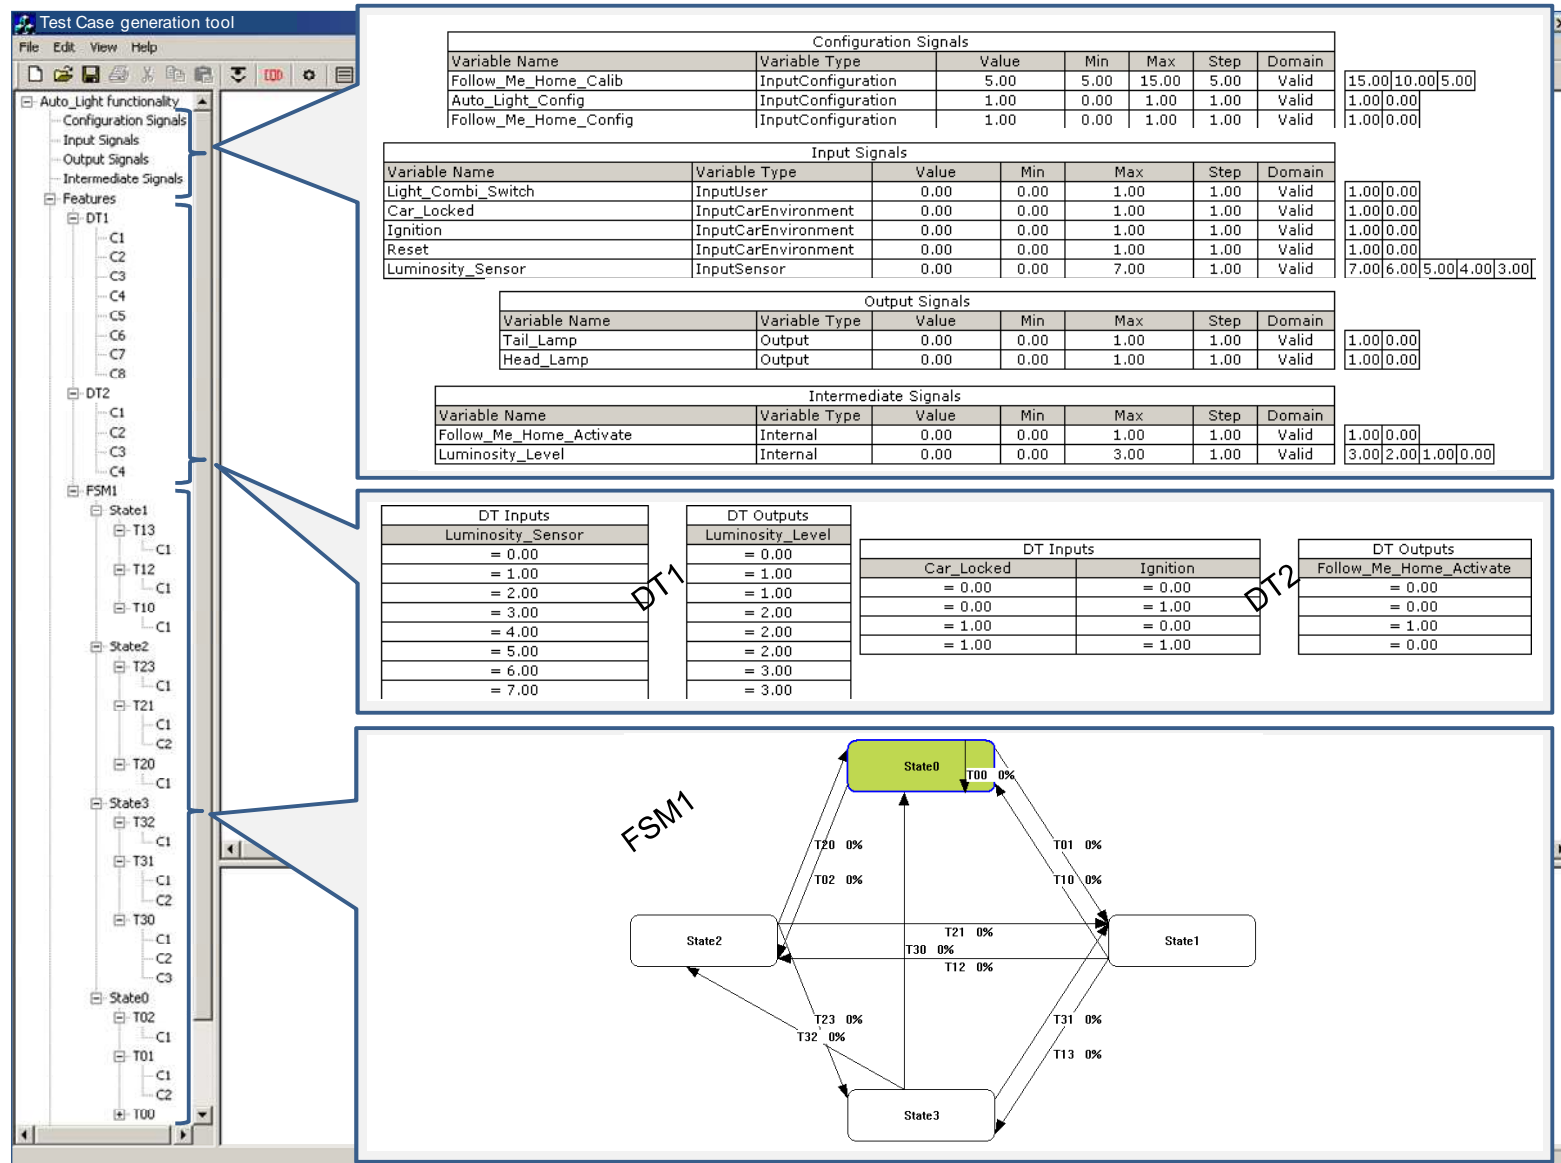 Test Case generation tool
File Edit View Help
Auto_Light functionality
Configuration Signals
Input Signals
Output Signals
Intermediate Signals
Features
DT1
C1
C2
C3
C4
C5
C6
C7
C8
DT2
C1
C2
C3
C4
FSM1
State1
T13
C1
T12
C1
T10
C1
State2
T23
C1
T21
C1
C2
T20
C1
State3
T32
C1
T31
C1
C2
T30
C1
C2
C3
State0
T02
C1
T01
C1
C2
T00
Configuration Signals
Variable Name Variable Type Value Min Max Step Domain
Follow_Me_Home_Calib InputConfiguration 5.00 5.00 15.00 5.00 Valid 15.00 10.00 5.00
Auto_Light_Config InputConfiguration 1.00 0.00 1.00 1.00 Valid 1.00 0.00
Follow_Me_Home_Config InputConfiguration 1.00 0.00 1.00 1.00 Valid 1.00 0.00
Input Signals
Variable Name Variable Type Value Min Max Step Domain
Light_Combi_Switch InputUser 0.00 0.00 1.00 1.00 Valid 1.00 0.00
Car_Locked InputCarEnvironment 0.00 0.00 1.00 1.00 Valid 1.00 0.00
Ignition InputCarEnvironment 0.00 0.00 1.00 1.00 Valid 1.00 0.00
Reset InputCarEnvironment 0.00 0.00 1.00 1.00 Valid 1.00 0.00
Luminosity_Sensor InputSensor 0.00 0.00 7.00 1.00 Valid 7.00 6.00 5.00 4.00 3.00
Output Signals
Variable Name Variable Type Value Min Max Step Domain
Tail_Lamp Output 0.00 0.00 1.00 1.00 Valid 1.00 0.00
Head_Lamp Output 0.00 0.00 1.00 1.00 Valid 1.00 0.00
Intermediate Signals
Variable Name Variable Type Value Min Max Step Domain
Follow_Me_Home_Activate Internal 0.00 0.00 1.00 1.00 Valid 1.00 0.00
Luminosity_Level Internal 0.00 0.00 3.00 1.00 Valid 3.00 2.00 1.00 0.00
DT Inputs
Luminosity_Sensor
= 0.00
= 1.00
= 2.00
= 3.00
= 4.00
= 5.00
= 6.00
= 7.00
DT1
DT Outputs
Luminosity_Level
= 0.00
= 1.00
= 1.00
= 2.00
= 2.00
= 2.00
= 3.00
= 3.00
DT Inputs
Car_Locked Ignition
= 0.00 = 0.00
= 0.00 = 1.00
= 1.00 = 0.00
= 1.00 = 1.00
DT2
DT Outputs
Follow_Me_Home_Activate
= 0.00
= 0.00
= 1.00
= 0.00
FSM1
State0
T00 0%
T20 0%
T01 0%
T02 0%
T10 0%
State2
T21 0%
State1
T30 0%
T12 0%
T23 0%
T31 0%
T32 0%
T13 0%
State3